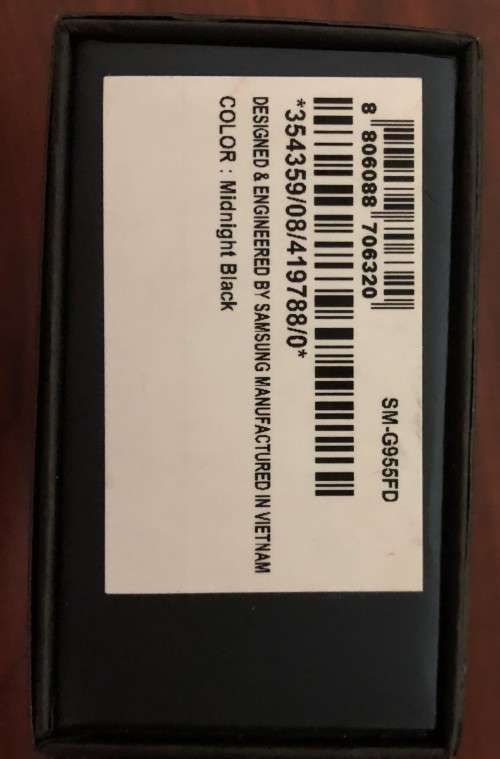 SM-G955FD
8 806088 706320
*354359/08/419788/0*
DESIGNED & ENGINEERED BY SAMSUNG MANUFACTURED IN VIETNAM
COLOR : Midnight Black